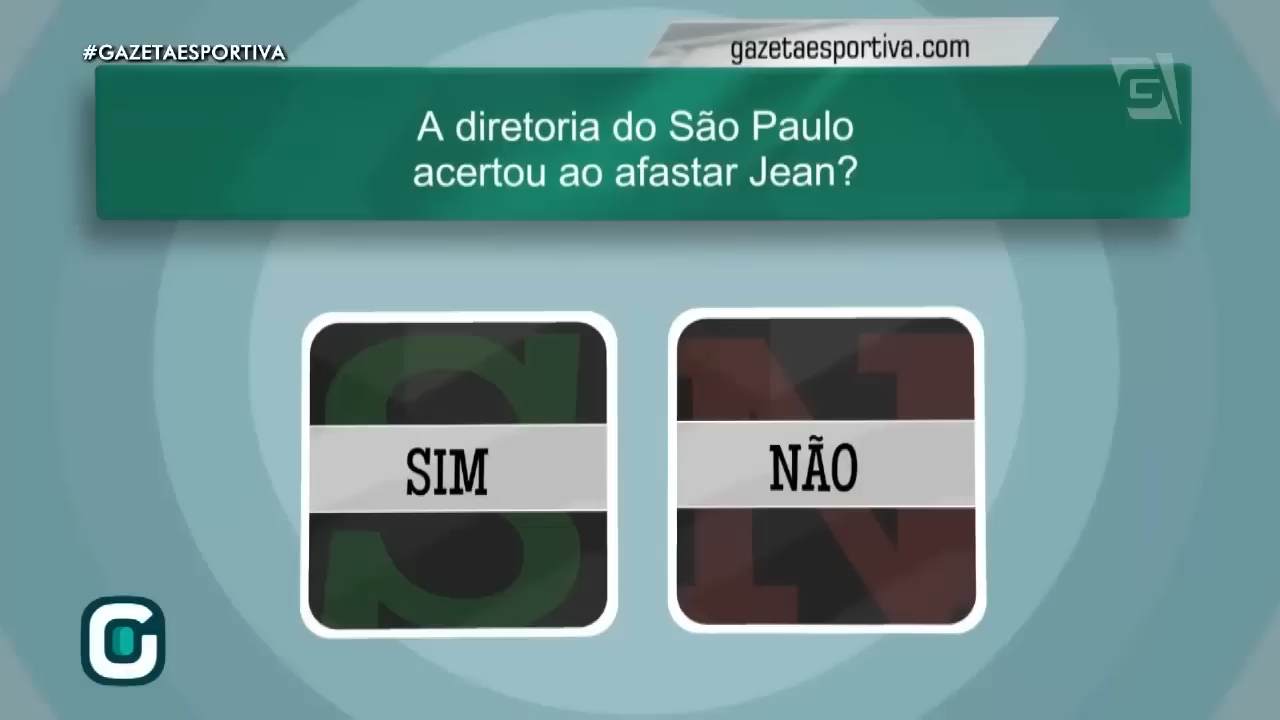 #GAZETAESPORTIVA
gazetaesportiva.com
A diretoria do São Paulo
acertou ao afastar Jean?
SIM
NÃO